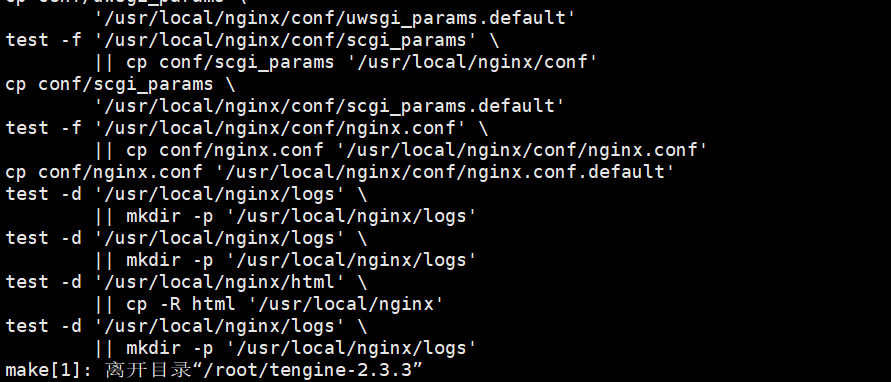 cp conf/uwsgi_params \
        '/usr/local/nginx/conf/uwsgi_params.default'
test -f '/usr/local/nginx/conf/scgi_params' \
        || cp conf/scgi_params '/usr/local/nginx/conf'
cp conf/scgi_params \
        '/usr/local/nginx/conf/scgi_params.default'
test -f '/usr/local/nginx/conf/nginx.conf' \
        || cp conf/nginx.conf '/usr/local/nginx/conf/nginx.conf'
cp conf/nginx.conf '/usr/local/nginx/conf/nginx.conf.default'
test -d '/usr/local/nginx/logs' \
        || mkdir -p '/usr/local/nginx/logs'
test -d '/usr/local/nginx/logs' \
        || mkdir -p '/usr/local/nginx/logs'
test -d '/usr/local/nginx/html' \
        || cp -R html '/usr/local/nginx'
test -d '/usr/local/nginx/logs' \
        || mkdir -p '/usr/local/nginx/logs'
make[1]: 离开目录“/root/tengine-2.3.3”